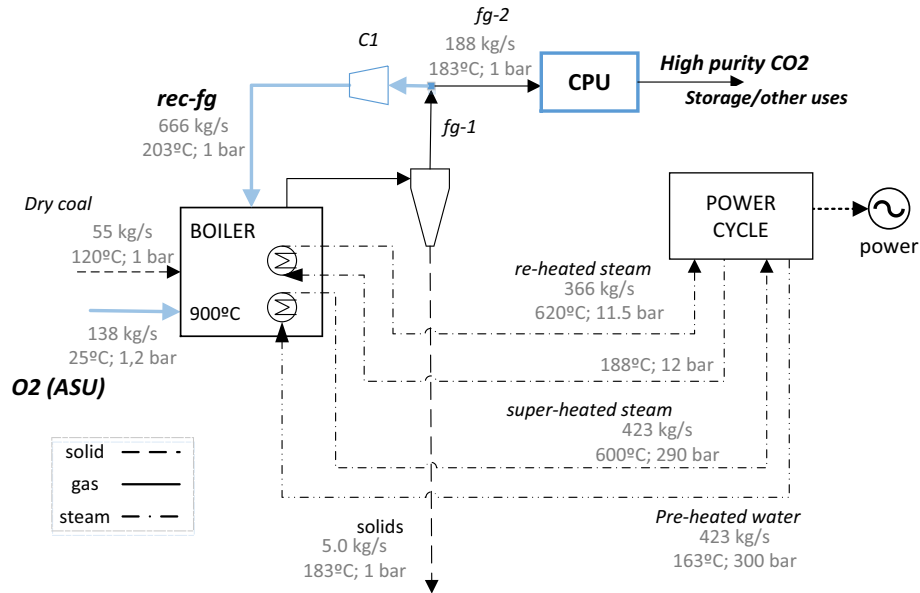 fg-2
188 kg/s
183ºC; 1 bar
C1
CPU
High purity CO2
Storage/other uses
rec-fg
666 kg/s
203ºC; 1 bar
fg-1
Dry coal
55 kg/s
120ºC; 1 bar
BOILER
900ºC
138 kg/s
25ºC; 1,2 bar
O2 (ASU)
POWER
CYCLE
power
re-heated steam
366 kg/s
620ºC; 11.5 bar
188ºC; 12 bar
super-heated steam
423 kg/s
600ºC; 290 bar
solid
gas
steam
solids
5.0 kg/s
183ºC; 1 bar
Pre-heated water
423 kg/s
163ºC; 300 bar